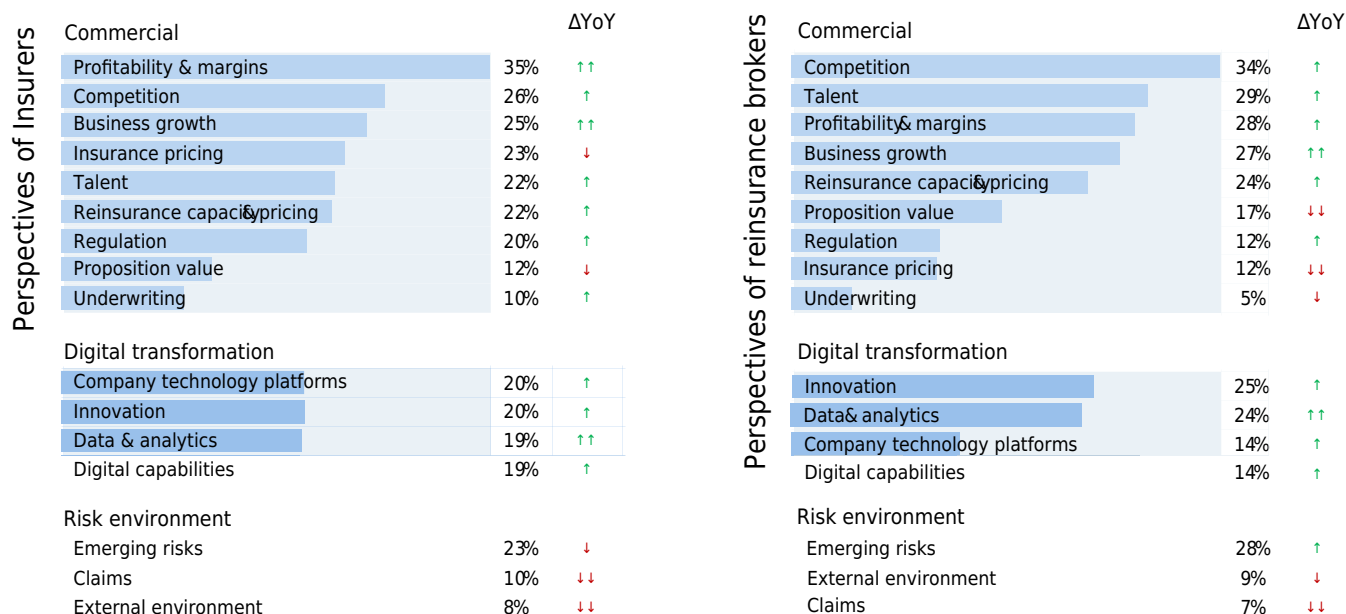 Perspectives of Insurers
ΔYoY
Commercial
Profitability & margins 35% ↑↑
Competition 26% ↑
Business growth 25% ↑↑
Insurance pricing 23% ↓
Talent 22% ↑
Reinsurance capacity & pricing 22% ↑
Regulation 20% ↑
Proposition value 12% ↓
Underwriting 10% ↑
Digital transformation
Company technology platforms 20% ↑
Innovation 20% ↑
Data & analytics 19% ↑↑
Digital capabilities 19% ↑
Risk environment
Emerging risks 23% ↓
Claims 10% ↓↓
External environment 8% ↓↓
Perspectives of reinsurance brokers
ΔYoY
Commercial
Competition 34% ↑
Talent 29% ↑
Profitability & margins 28% ↑
Business growth 27% ↑↑
Reinsurance capacity & pricing 24% ↑
Proposition value 17% ↓↓
Regulation 12% ↑
Insurance pricing 12% ↓↓
Underwriting 5% ↓
Digital transformation
Innovation 25% ↑
Data& analytics 24% ↑↑
Company technology platforms 14% ↑
Digital capabilities 14% ↑
Risk environment
Emerging risks 28% ↑
External environment 9% ↓
Claims 7% ↓↓